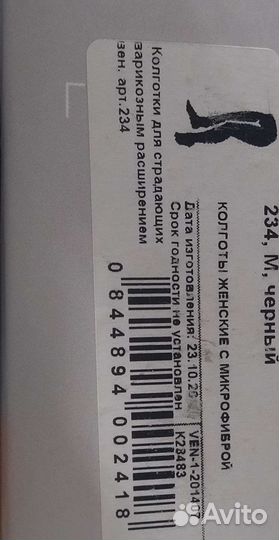 234, М, черный
КОЛГОТЫ ЖЕНСКИЕ С МИКРОФИБРОЙ
Дата изготовления: 23.10.20
VEN-1-201407
Срок годности не установлен
K23483
0 844894 002418
Колготки для страдающих
варикозным расширением
вен. арт.234
Avito